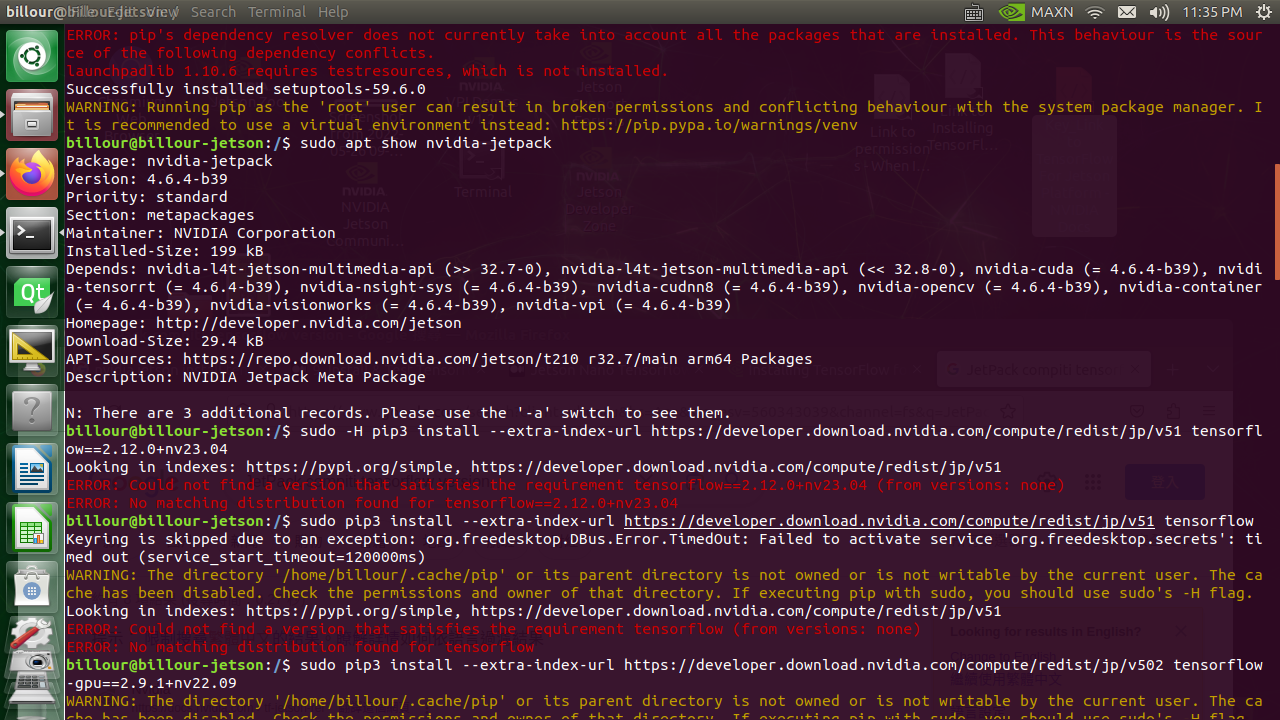 billour@billour-jetson: / File Edit View Search Terminal Help MAXN 11:35 PM
ERROR: pip's dependency resolver does not currently take into account all the packages that are installed. This behaviour is the sour
ce of the following dependency conflicts.
launchpadlib 1.10.6 requires testresources, which is not installed.
Successfully installed setuptools-59.6.0
WARNING: Running pip as the 'root' user can result in broken permissions and conflicting behaviour with the system package manager. I
t is recommended to use a virtual environment instead: https://pip.pypa.io/warnings/venv
billour@billour-jetson:/$ sudo apt show nvidia-jetpack
Package: nvidia-jetpack
Version: 4.6.4-b39
Priority: standard
Section: metapackages
Maintainer: NVIDIA Corporation
Installed-Size: 199 kB
Depends: nvidia-l4t-jetson-multimedia-api (>> 32.7-0), nvidia-l4t-jetson-multimedia-api (<< 32.8-0), nvidia-cuda (= 4.6.4-b39), nvidi
a-tensorrt (= 4.6.4-b39), nvidia-nsight-sys (= 4.6.4-b39), nvidia-cudnn8 (= 4.6.4-b39), nvidia-opencv (= 4.6.4-b39), nvidia-container
(= 4.6.4-b39), nvidia-visionworks (= 4.6.4-b39), nvidia-vpi (= 4.6.4-b39)
Homepage: http://developer.nvidia.com/jetson
Download-Size: 29.4 kB
APT-Sources: https://repo.download.nvidia.com/jetson/t210 r32.7/main arm64 Packages
Description: NVIDIA Jetpack Meta Package
N: There are 3 additional records. Please use the '-a' switch to see them.
billour@billour-jetson:/$ sudo -H pip3 install --extra-index-url https://developer.download.nvidia.com/compute/redist/jp/v51 tensorfl
ow==2.12.0+nv23.04
Looking in indexes: https://pypi.org/simple, https://developer.download.nvidia.com/compute/redist/jp/v51
ERROR: Could not find a version that satisfies the requirement tensorflow==2.12.0+nv23.04 (from versions: none)
ERROR: No matching distribution found for tensorflow==2.12.0+nv23.04
billour@billour-jetson:/$ sudo pip3 install --extra-index-url https://developer.download.nvidia.com/compute/redist/jp/v51 tensorflow
Keyring is skipped due to an exception: org.freedesktop.DBus.Error.TimedOut: Failed to activate service 'org.freedesktop.secrets': ti
med out (service_start_timeout=120000ms)
WARNING: The directory '/home/billour/.cache/pip' or its parent directory is not owned or is not writable by the current user. The ca
che has been disabled. Check the permissions and owner of that directory. If executing pip with sudo, you should use sudo's -H flag.
Looking in indexes: https://pypi.org/simple, https://developer.download.nvidia.com/compute/redist/jp/v51
ERROR: Could not find a version that satisfies the requirement tensorflow (from versions: none)
ERROR: No matching distribution found for tensorflow
billour@billour-jetson:/$ sudo pip3 install --extra-index-url https://developer.download.nvidia.com/compute/redist/jp/v502 tensorflow
-gpu==2.9.1+nv22.09
WARNING: The directory '/home/billour/.cache/pip' or its parent directory is not owned or is not writable by the current user. The ca
che has been disabled. Check the permissions and owner of that directory. If executing pip with sudo, you should use sudo's -H flag.